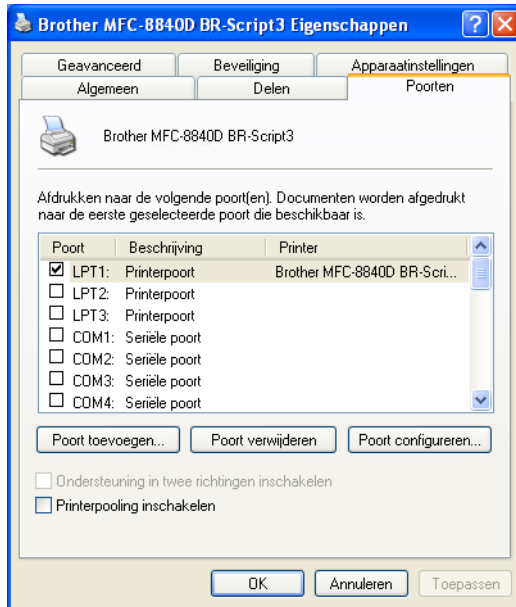 Brother MFC-8840D BR-Script3 Eigenschappen
Geavanceerd Beveiliging Apparaatinstellingen
Algemeen Delen Poorten
Brother MFC-8840D BR-Script3
Afdrukken naar de volgende poort(en). Documenten worden afgedrukt
naar de eerste geselecteerde poort die beschikbaar is.
Poort Beschrijving Printer
LPT1: Printerpoort Brother MFC-8840D BR-Scri...
LPT2: Printerpoort
LPT3: Printerpoort
COM1: Seriële poort
COM2: Seriële poort
COM3: Seriële poort
COM4: Seriële poort
Poort toevoegen... Poort verwijderen Poort configureren...
Ondersteuning in twee richtingen inschakelen
Printerpooling inschakelen
OK Annuleren Toepassen